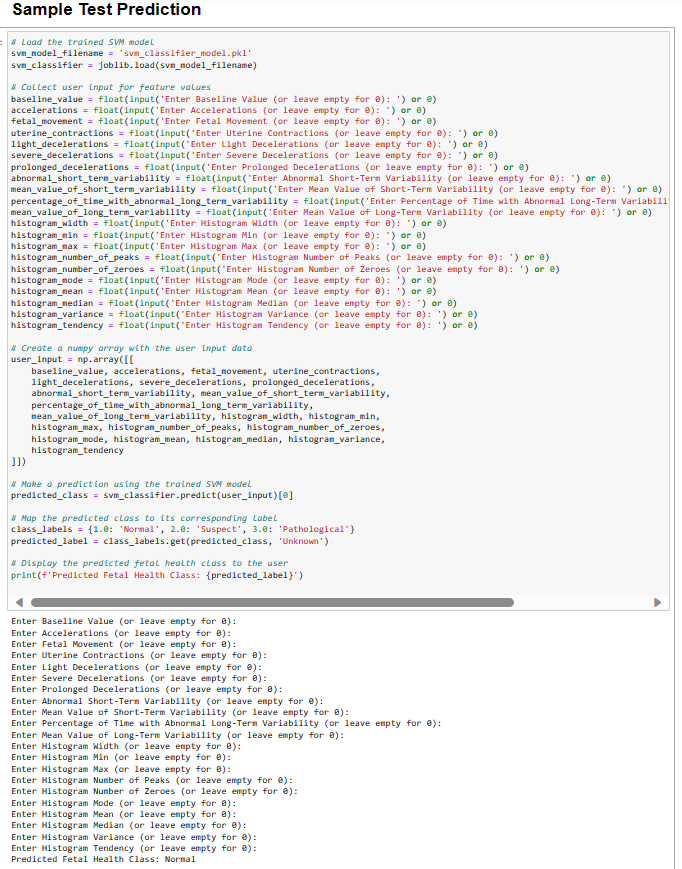 Sample Test Prediction
:
# Load the trained SVM model
svm_model_filename = 'svm_classifier_model.pkl'
svm_classifier = joblib.load(svm_model_filename)
# Collect user input for feature values
baseline_value = float(input('Enter Baseline Value (or leave empty for 0): ') or 0)
accelerations = float(input('Enter Accelerations (or leave empty for 0): ') or 0)
fetal_movement = float(input('Enter Fetal Movement (or leave empty for 0): ') or 0)
uterine_contractions = float(input('Enter Uterine Contractions (or leave empty for 0): ') or 0)
light_decelerations = float(input('Enter Light Decelerations (or leave empty for 0): ') or 0)
severe_decelerations = float(input('Enter Severe Decelerations (or leave empty for 0): ') or 0)
prolonged_decelerations = float(input('Enter Prolonged Decelerations (or leave empty for 0): ') or 0)
abnormal_short_term_variability = float(input('Enter Abnormal Short-Term Variability (or leave empty for 0): ') or 0)
mean_value_of_short_term_variability = float(input('Enter Mean Value of Short-Term Variability (or leave empty for 0): ') or 0)
percentage_of_time_with_abnormal_long_term_variability = float(input('Enter Percentage of Time with Abnormal Long-Term Variabili
mean_value_of_long_term_variability = float(input('Enter Mean Value of Long-Term Variability (or leave empty for 0): ') or 0)
histogram_width = float(input('Enter Histogram Width (or leave empty for 0): ') or 0)
histogram_min = float(input('Enter Histogram Min (or leave empty for 0): ') or 0)
histogram_max = float(input('Enter Histogram Max (or leave empty for 0): ') or 0)
histogram_number_of_peaks = float(input('Enter Histogram Number of Peaks (or leave empty for 0): ') or 0)
histogram_number_of_zeroes = float(input('Enter Histogram Number of Zeroes (or leave empty for 0): ') or 0)
histogram_mode = float(input('Enter Histogram Mode (or leave empty for 0): ') or 0)
histogram_mean = float(input('Enter Histogram Mean (or leave empty for 0): ') or 0)
histogram_median = float(input('Enter Histogram Median (or leave empty for 0): ') or 0)
histogram_variance = float(input('Enter Histogram Variance (or leave empty for 0): ') or 0)
histogram_tendency = float(input('Enter Histogram Tendency (or leave empty for 0): ') or 0)
# Create a numpy array with the user input data
user_input = np.array([[
baseline_value, accelerations, fetal_movement, uterine_contractions,
light_decelerations, severe_decelerations, prolonged_decelerations,
abnormal_short_term_variability, mean_value_of_short_term_variability,
percentage_of_time_with_abnormal_long_term_variability,
mean_value_of_long_term_variability, histogram_width, histogram_min,
histogram_max, histogram_number_of_peaks, histogram_number_of_zeroes,
histogram_mode, histogram_mean, histogram_median, histogram_variance,
histogram_tendency
]])
# Make a prediction using the trained SVM model
predicted_class = svm_classifier.predict(user_input)[0]
# Map the predicted class to its corresponding label
class_labels = {1.0: 'Normal', 2.0: 'Suspect', 3.0: 'Pathological'}
predicted_label = class_labels.get(predicted_class, 'Unknown')
# Display the predicted fetal health class to the user
print(f'Predicted Fetal Health Class: {predicted_label}')
Enter Baseline Value (or leave empty for 0):
Enter Accelerations (or leave empty for 0):
Enter Fetal Movement (or leave empty for 0):
Enter Uterine Contractions (or leave empty for 0):
Enter Light Decelerations (or leave empty for 0):
Enter Severe Decelerations (or leave empty for 0):
Enter Prolonged Decelerations (or leave empty for 0):
Enter Abnormal Short-Term Variability (or leave empty for 0):
Enter Mean Value of Short-Term Variability (or leave empty for 0):
Enter Percentage of Time with Abnormal Long-Term Variability (or leave empty for 0):
Enter Mean Value of Long-Term Variability (or leave empty for 0):
Enter Histogram Width (or leave empty for 0):
Enter Histogram Min (or leave empty for 0):
Enter Histogram Max (or leave empty for 0):
Enter Histogram Number of Peaks (or leave empty for 0):
Enter Histogram Number of Zeroes (or leave empty for 0):
Enter Histogram Mode (or leave empty for 0):
Enter Histogram Mean (or leave empty for 0):
Enter Histogram Median (or leave empty for 0):
Enter Histogram Variance (or leave empty for 0):
Enter Histogram Tendency (or leave empty for 0):
Predicted Fetal Health Class: Normal